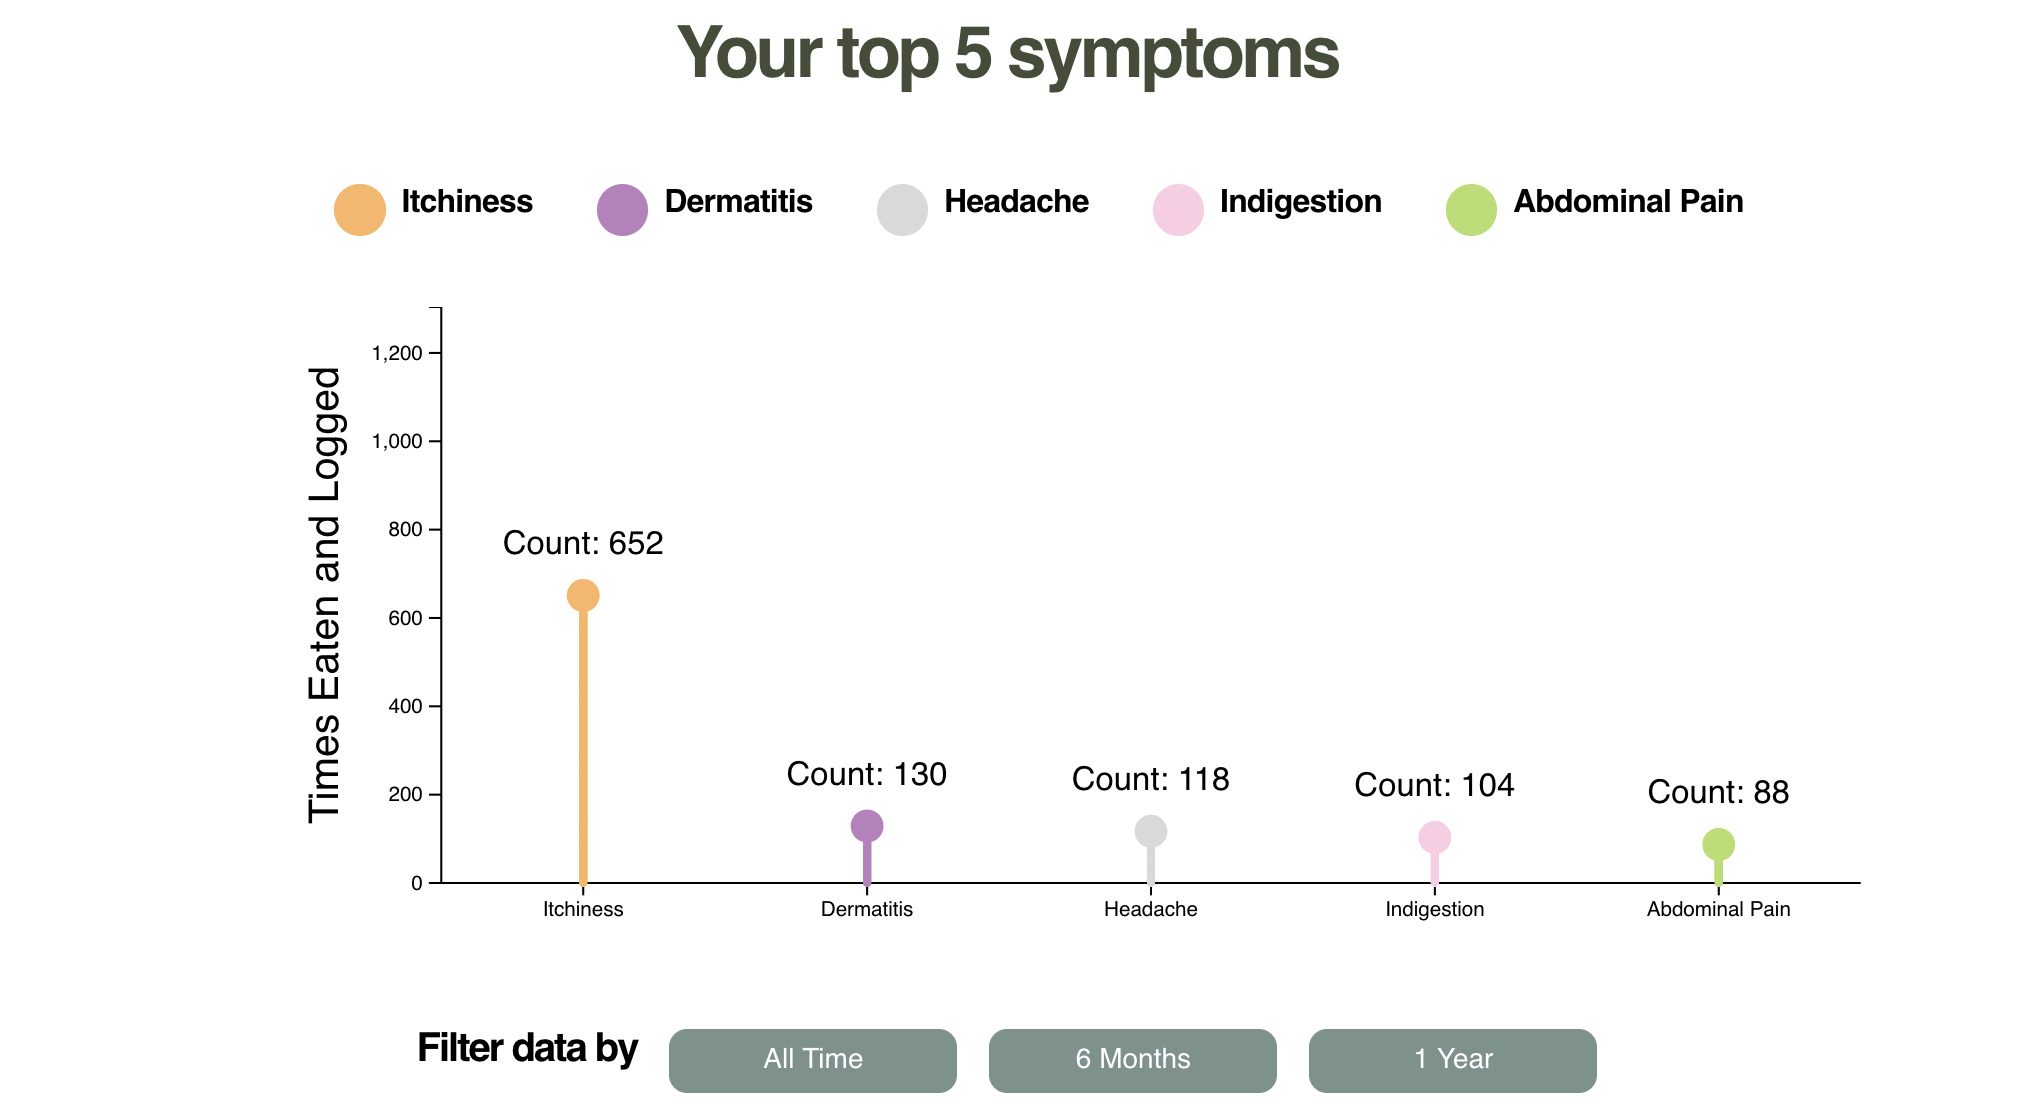 Your top 5 symptoms
Itchiness
Dermatitis
Headache
Indigestion
Abdominal Pain
Times Eaten and Logged
1,200
1,000
800
600
400
200
0
Count: 652
Count: 130
Count: 118
Count: 104
Count: 88
Itchiness
Dermatitis
Headache
Indigestion
Abdominal Pain
Filter data by
All Time
6 Months
1 Year